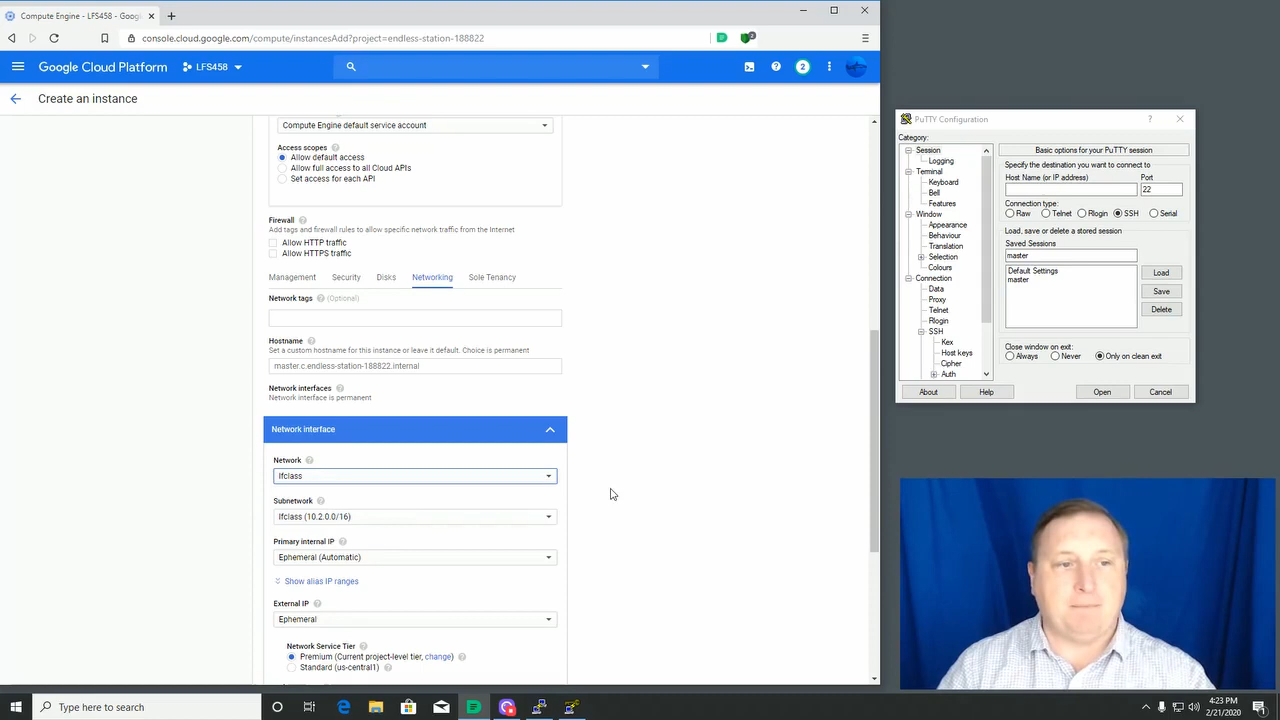 Compute Engine - LFS458
console.cloud.google.com/compute/instancesAdd?project=endless-station-188822
2
Google Cloud Platform
LFS458
2
Create an instance
Compute Engine default service account
Access scopes
Allow default access
Allow full access to all Cloud APIs
Set access for each API
Firewall
Add tags and firewall rules to allow specific network traffic from the Internet
Allow HTTP traffic
Allow HTTPS traffic
Management Security Disks Networking Sole Tenancy
Network tags (Optional)
Hostname
Set a custom hostname for this instance or leave it default. Choice is permanent
master.c.endless-station-188822.internal
Network interfaces
Network interface is permanent
Network interface
Network
lfclass
Subnetwork
lfclass (10.2.0.0/16)
Primary internal IP
Ephemeral (Automatic)
Show alias IP ranges
External IP
Ephemeral
Network Service Tier
Premium (Current project-level tier, change)
Standard (us-central1)
PuTTY Configuration
Category:
Session
Logging
Terminal
Keyboard
Bell
Features
Window
Appearance
Behaviour
Translation
Selection
Colours
Connection
Data
Proxy
Telnet
Rlogin
SSH
Kex
Host keys
Cipher
Auth
Basic options for your PuTTY session
Specify the destination you want to connect to
Host Name (or IP address) Port
22
Connection type:
Raw Telnet Rlogin SSH Serial
Load, save or delete a stored session
Saved Sessions
master
Default Settings
master
Load
Save
Delete
Close window on exit:
Always Never Only on clean exit
About Help Open Cancel
Type here to search
4:23 PM
2/21/2020
1